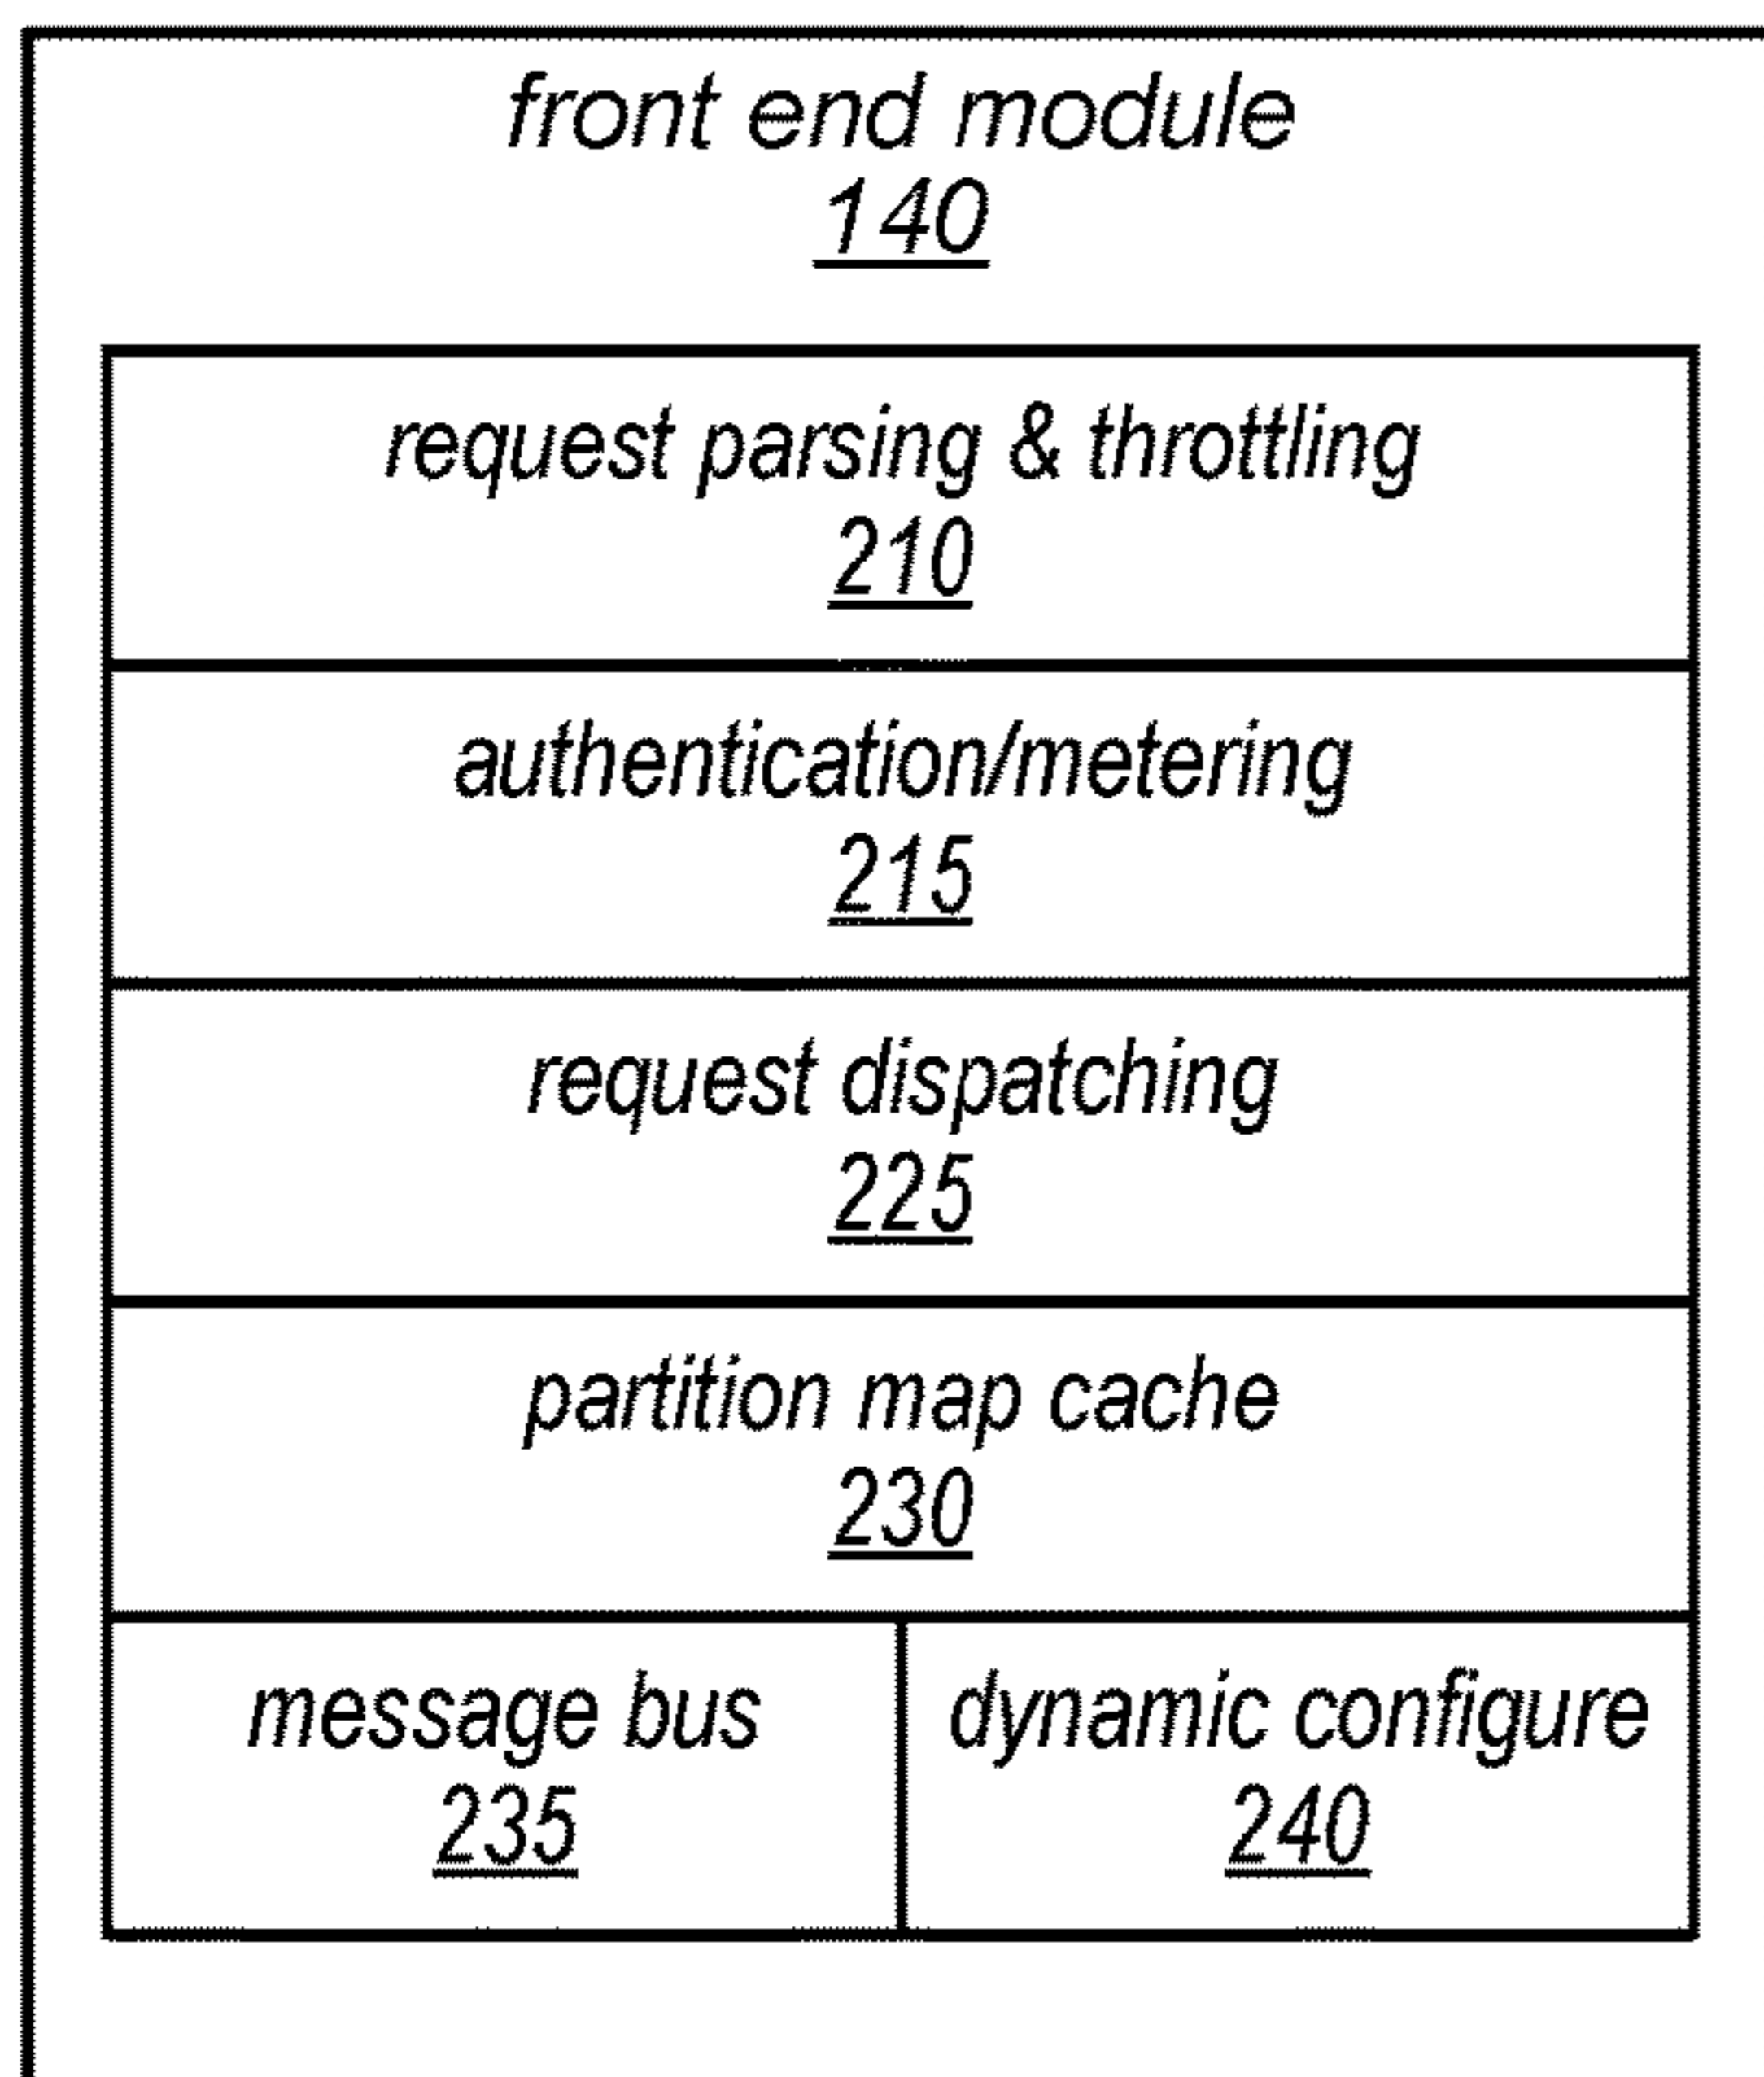 front end module
140
request parsing & throttling
210
authentication/metering
215
request dispatching
225
partition map cache
230
message bus
235
dynamic configure
240